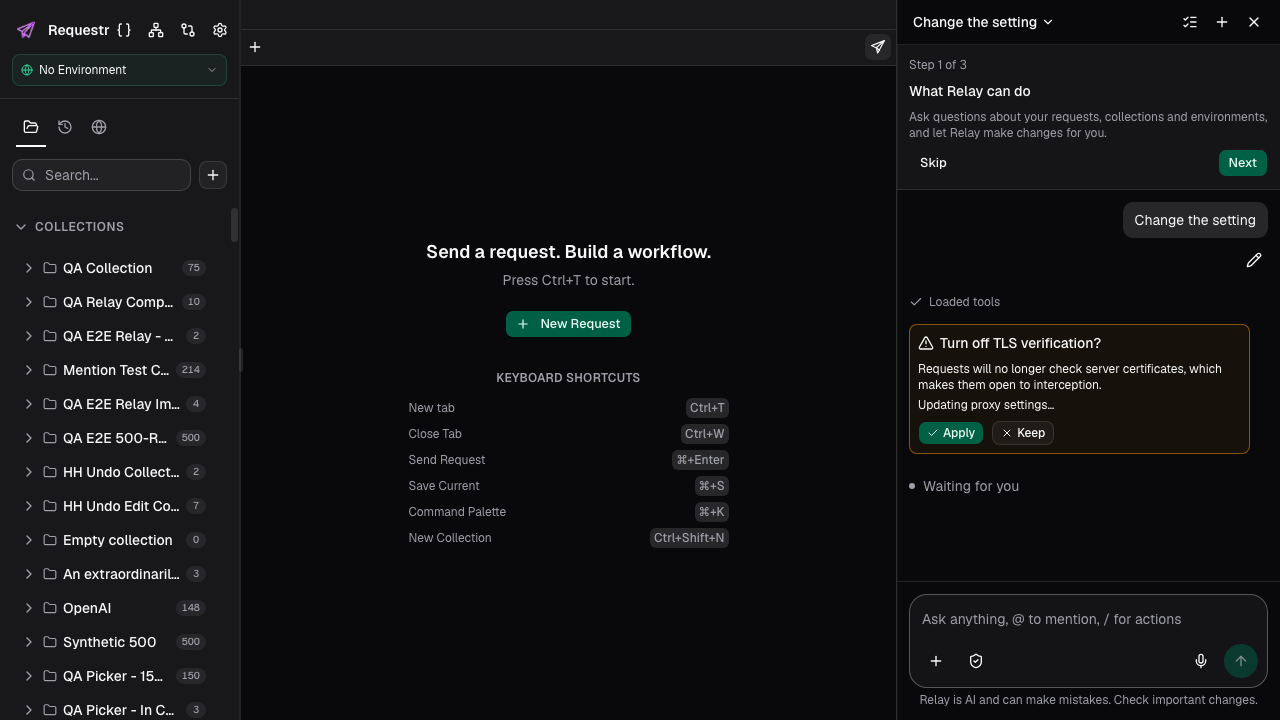 Requestr
No Environment
Search...
COLLECTIONS
QA Collection 75
QA Relay Comp... 10
QA E2E Relay - ... 2
Mention Test C... 214
QA E2E Relay Im... 4
QA E2E 500-R... 500
HH Undo Collect... 2
HH Undo Edit Co... 7
Empty collection 0
An extraordinaril... 3
OpenAI 148
Synthetic 500 500
QA Picker - 15... 150
QA Picker - In C... 3
Send a request. Build a workflow.
Press Ctrl+T to start.
New Request
KEYBOARD SHORTCUTS
New tab Ctrl+T
Close Tab Ctrl+W
Send Request ⌘+Enter
Save Current ⌘+S
Command Palette ⌘+K
New Collection Ctrl+Shift+N
Change the setting
Step 1 of 3
What Relay can do
Ask questions about your requests, collections and environments,
and let Relay make changes for you.
Skip Next
Change the setting
Loaded tools
Turn off TLS verification?
Requests will no longer check server certificates, which
makes them open to interception.
Updating proxy settings...
Apply Keep
Waiting for you
Ask anything, @ to mention, / for actions
Relay is AI and can make mistakes. Check important changes.